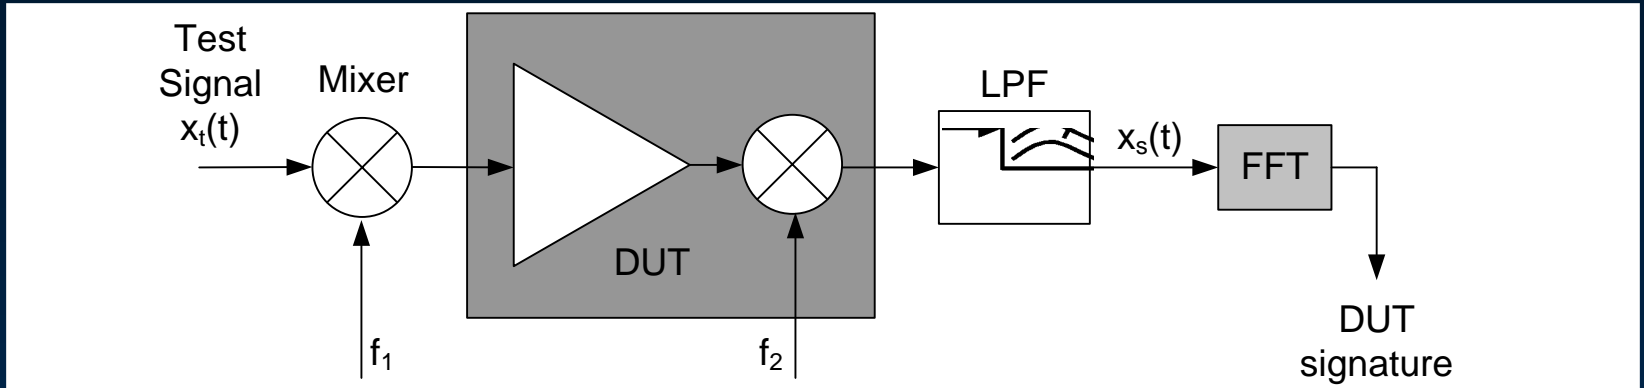 Test
Signal
xₜ(t)
Mixer
f₁
DUT
f₂
LPF
xₛ(t)
FFT
DUT
signature